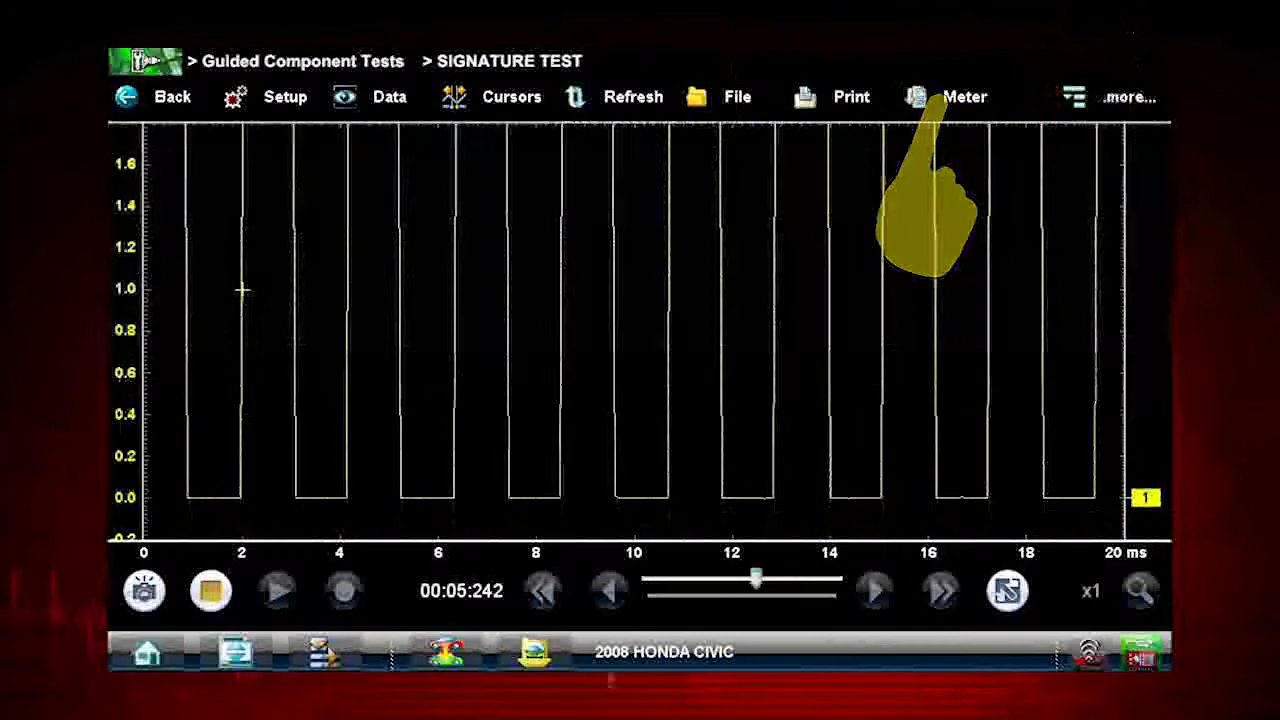 > Guided Component Tests > SIGNATURE TEST
Back Setup Data Cursors Refresh File Print Meter .more...
1.6
1.4
1.2
1.0
0.8
0.6
0.4
0.2
0.0 1
-0.2
0 2 4 6 8 10 12 14 16 18 20 ms
00:05:242 x1
2008 HONDA CIVIC